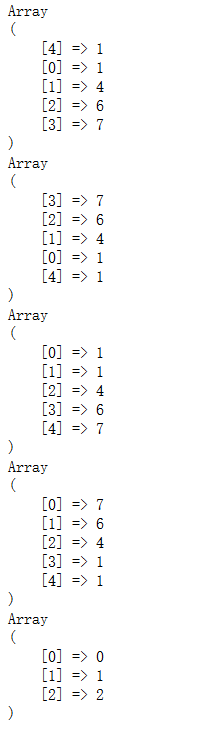 Array
(
    [4] => 1
    [0] => 1
    [1] => 4
    [2] => 6
    [3] => 7
)
Array
(
    [3] => 7
    [2] => 6
    [1] => 4
    [0] => 1
    [4] => 1
)
Array
(
    [0] => 1
    [1] => 1
    [2] => 4
    [3] => 6
    [4] => 7
)
Array
(
    [0] => 7
    [1] => 6
    [2] => 4
    [3] => 1
    [4] => 1
)
Array
(
    [0] => 0
    [1] => 1
    [2] => 2
)